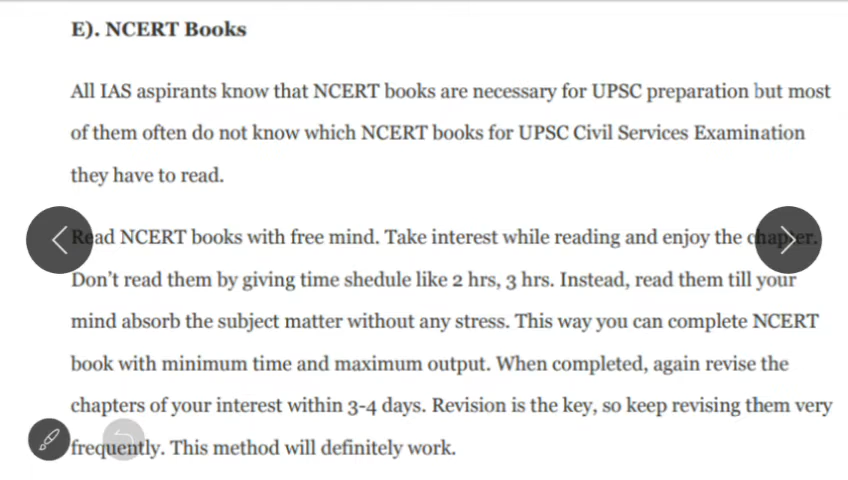 E). NCERT Books
All IAS aspirants know that NCERT books are necessary for UPSC preparation but most
of them often do not know which NCERT books for UPSC Civil Services Examination
they have to read.
Read NCERT books with free mind. Take interest while reading and enjoy the chapter.
Don't read them by giving time shedule like 2 hrs, 3 hrs. Instead, read them till your
mind absorb the subject matter without any stress. This way you can complete NCERT
book with minimum time and maximum output. When completed, again revise the
chapters of your interest within 3-4 days. Revision is the key, so keep revising them very
frequently. This method will definitely work.